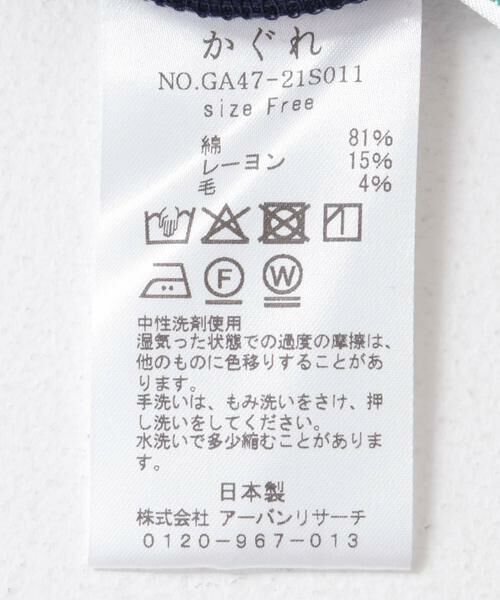 かぐれ
NO.GA47-21S011
size Free
綿 81%
レーヨン 15%
毛 4%
F W
中性洗剤使用
湿気った状態での過度の摩擦は、
他のものに色移りすることがあ
ります。
手洗いは、もみ洗いをさけ、押
し洗いをしてください。
水洗いで多少縮むことがありま
す。
日本製
株式会社 アーバンリサーチ
0120-967-013